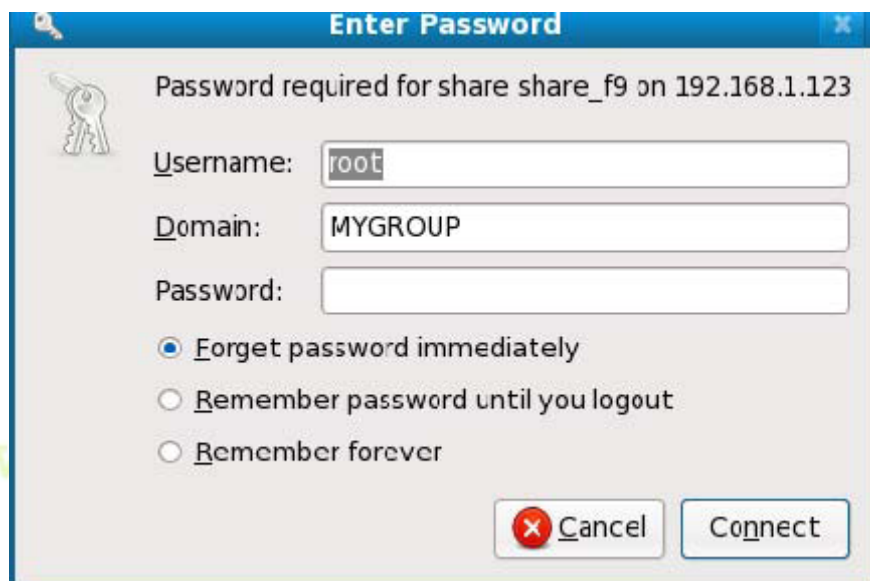 Enter Password
Password required for share share_f9 on 192.168.1.123
Username: root
Domain: MYGROUP
Password:
Forget password immediately
Remember password until you logout
Remember forever
Cancel Connect